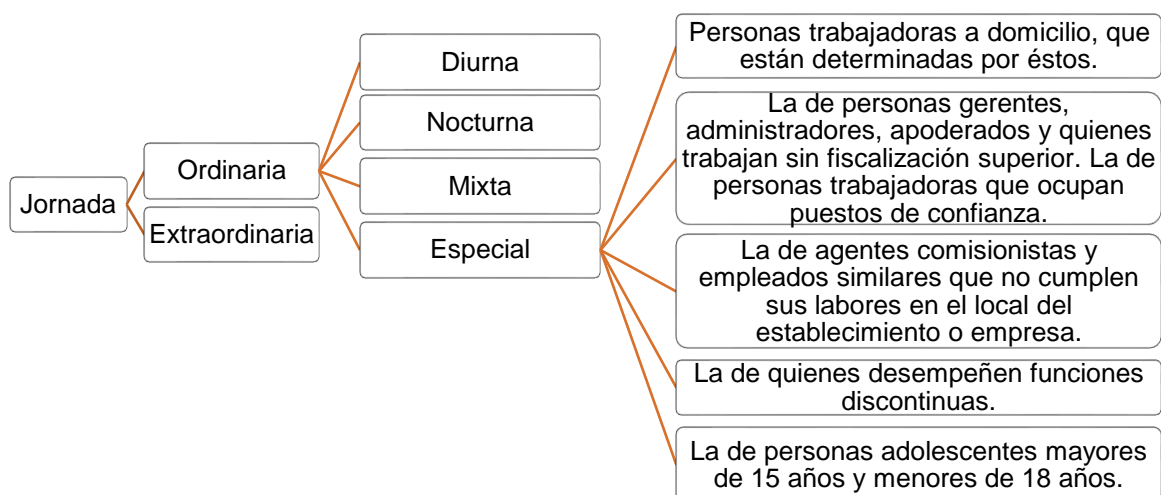 Jornada
Ordinaria
Extraordinaria
Diurna
Nocturna
Mixta
Especial
Personas trabajadoras a domicilio, que
están determinadas por éstos.
La de personas gerentes,
administradores, apoderados y quienes
trabajan sin fiscalización superior. La de
personas trabajadoras que ocupan
puestos de confianza.
La de agentes comisionistas y
empleados similares que no cumplen
sus labores en el local del
establecimiento o empresa.
La de quienes desempeñen funciones
discontinuas.
La de personas adolescentes mayores
de 15 años y menores de 18 años.